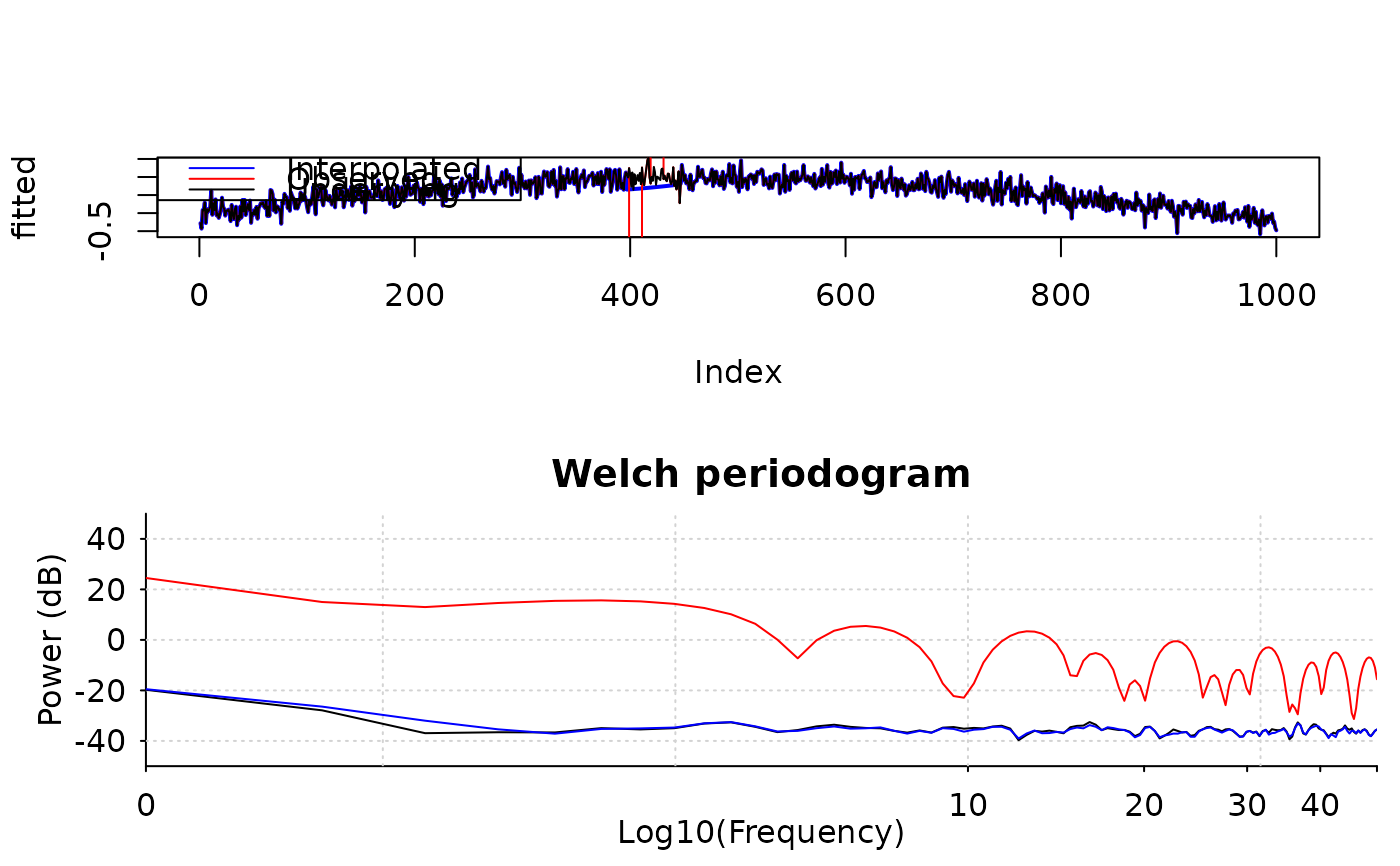 Interpolated
Observed
fitted
-0.5
0 200 400 600 800 1000
Index
Welch periodogram
40
20
0
-20
-40
Power (dB)
0 10 20 30 40
Log10(Frequency)